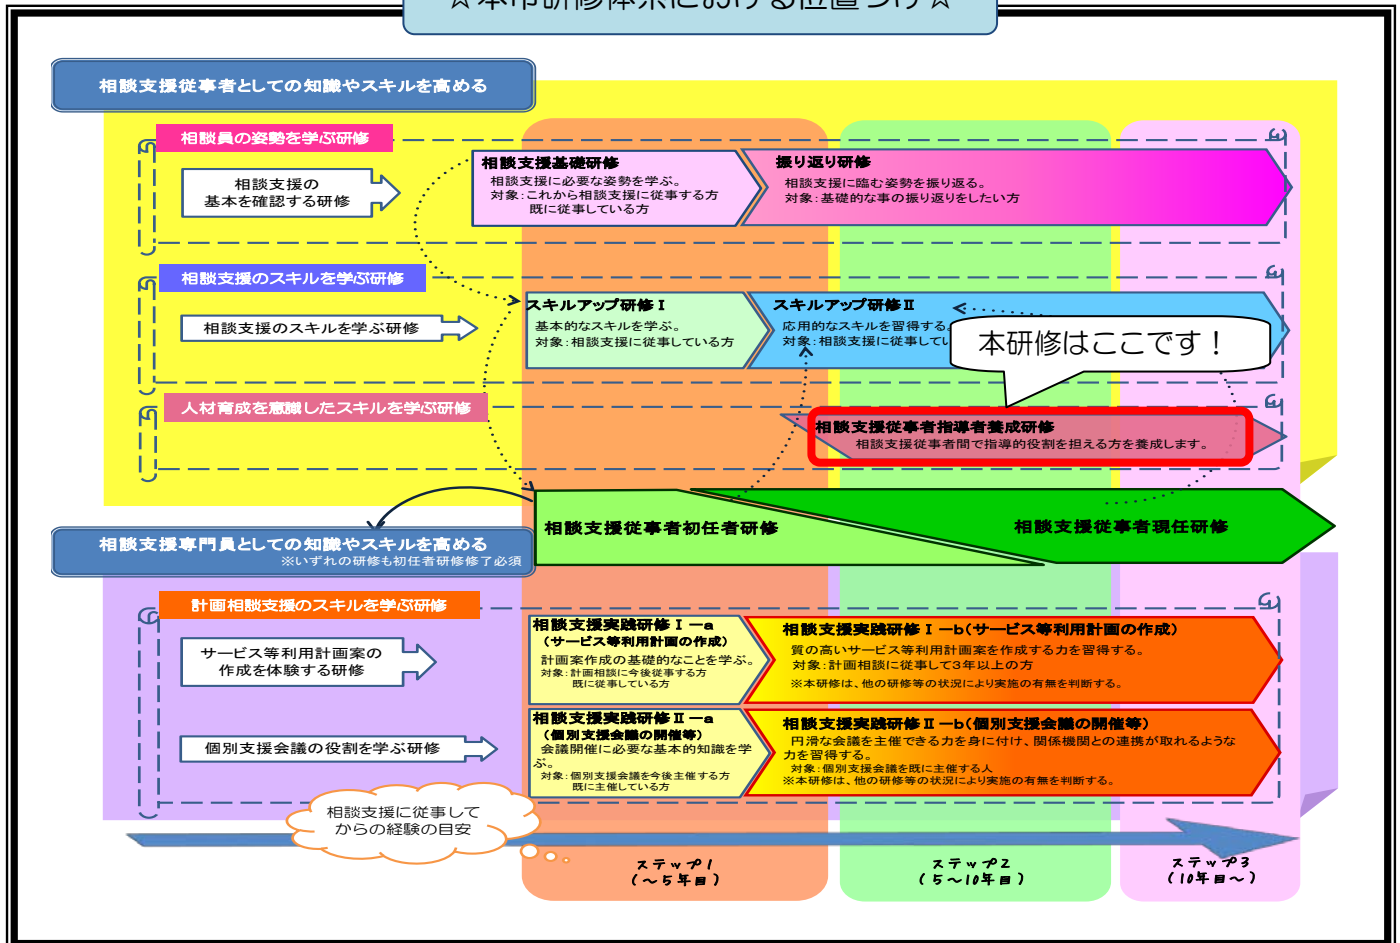 ☆本市研修体系における位置づけ☆
相談支援従事者としての知識やスキルを高める
相談員の姿勢を学ぶ研修
相談支援の
基本を確認する研修
相談支援基礎研修
相談支援に必要な姿勢を学ぶ。
対象：これから相談支援に従事する方
既に従事している方
振り返り研修
相談支援に臨む姿勢を振り返る。
対象：基礎的な事の振り返りをしたい方
相談支援のスキルを学ぶ研修
相談支援のスキルを学ぶ研修
スキルアップ研修Ⅰ
基本的なスキルを学ぶ。
対象：相談支援に従事している方
スキルアップ研修Ⅱ
応用的なスキルを習得する。
対象：相談支援に従事してい
本研修はここです！
人材育成を意識したスキルを学ぶ研修
相談支援従事者指導者養成研修
相談支援従事者間で指導的役割を担える方を養成します。
相談支援従事者初任者研修
相談支援従事者現任研修
相談支援専門員としての知識やスキルを高める
※いずれの研修も初任者研修修了必須
計画相談支援のスキルを学ぶ研修
サービス等利用計画案の
作成を体験する研修
相談支援実践研修Ⅰ－a
（サービス等利用計画の作成）
計画案作成の基礎的なことを学ぶ。
対象：計画相談に今後従事する方
既に従事している方
相談支援実践研修Ⅰ－b（サービス等利用計画の作成）
質の高いサービス等利用計画案を作成する力を習得する。
対象：計画相談に従事して3年以上の方
※本研修は、他の研修等の状況により実施の有無を判断する。
個別支援会議の役割を学ぶ研修
相談支援実践研修Ⅱ－a
（個別支援会議の開催等）
会議開催に必要な基本的知識を学
ぶ。
対象：個別支援会議を今後主催する方
既に主催している方
相談支援実践研修Ⅱ－b（個別支援会議の開催等）
円滑な会議を主催できる力を身に付け、関係機関との連携が取れるような
力を習得する。
対象：個別支援会議を既に主催する人
※本研修は、他の研修等の状況により実施の有無を判断する。
相談支援に従事して
からの経験の目安
ステップ1
（～5年目）
ステップ2
（5～10年目）
ステップ3
（10年目～）